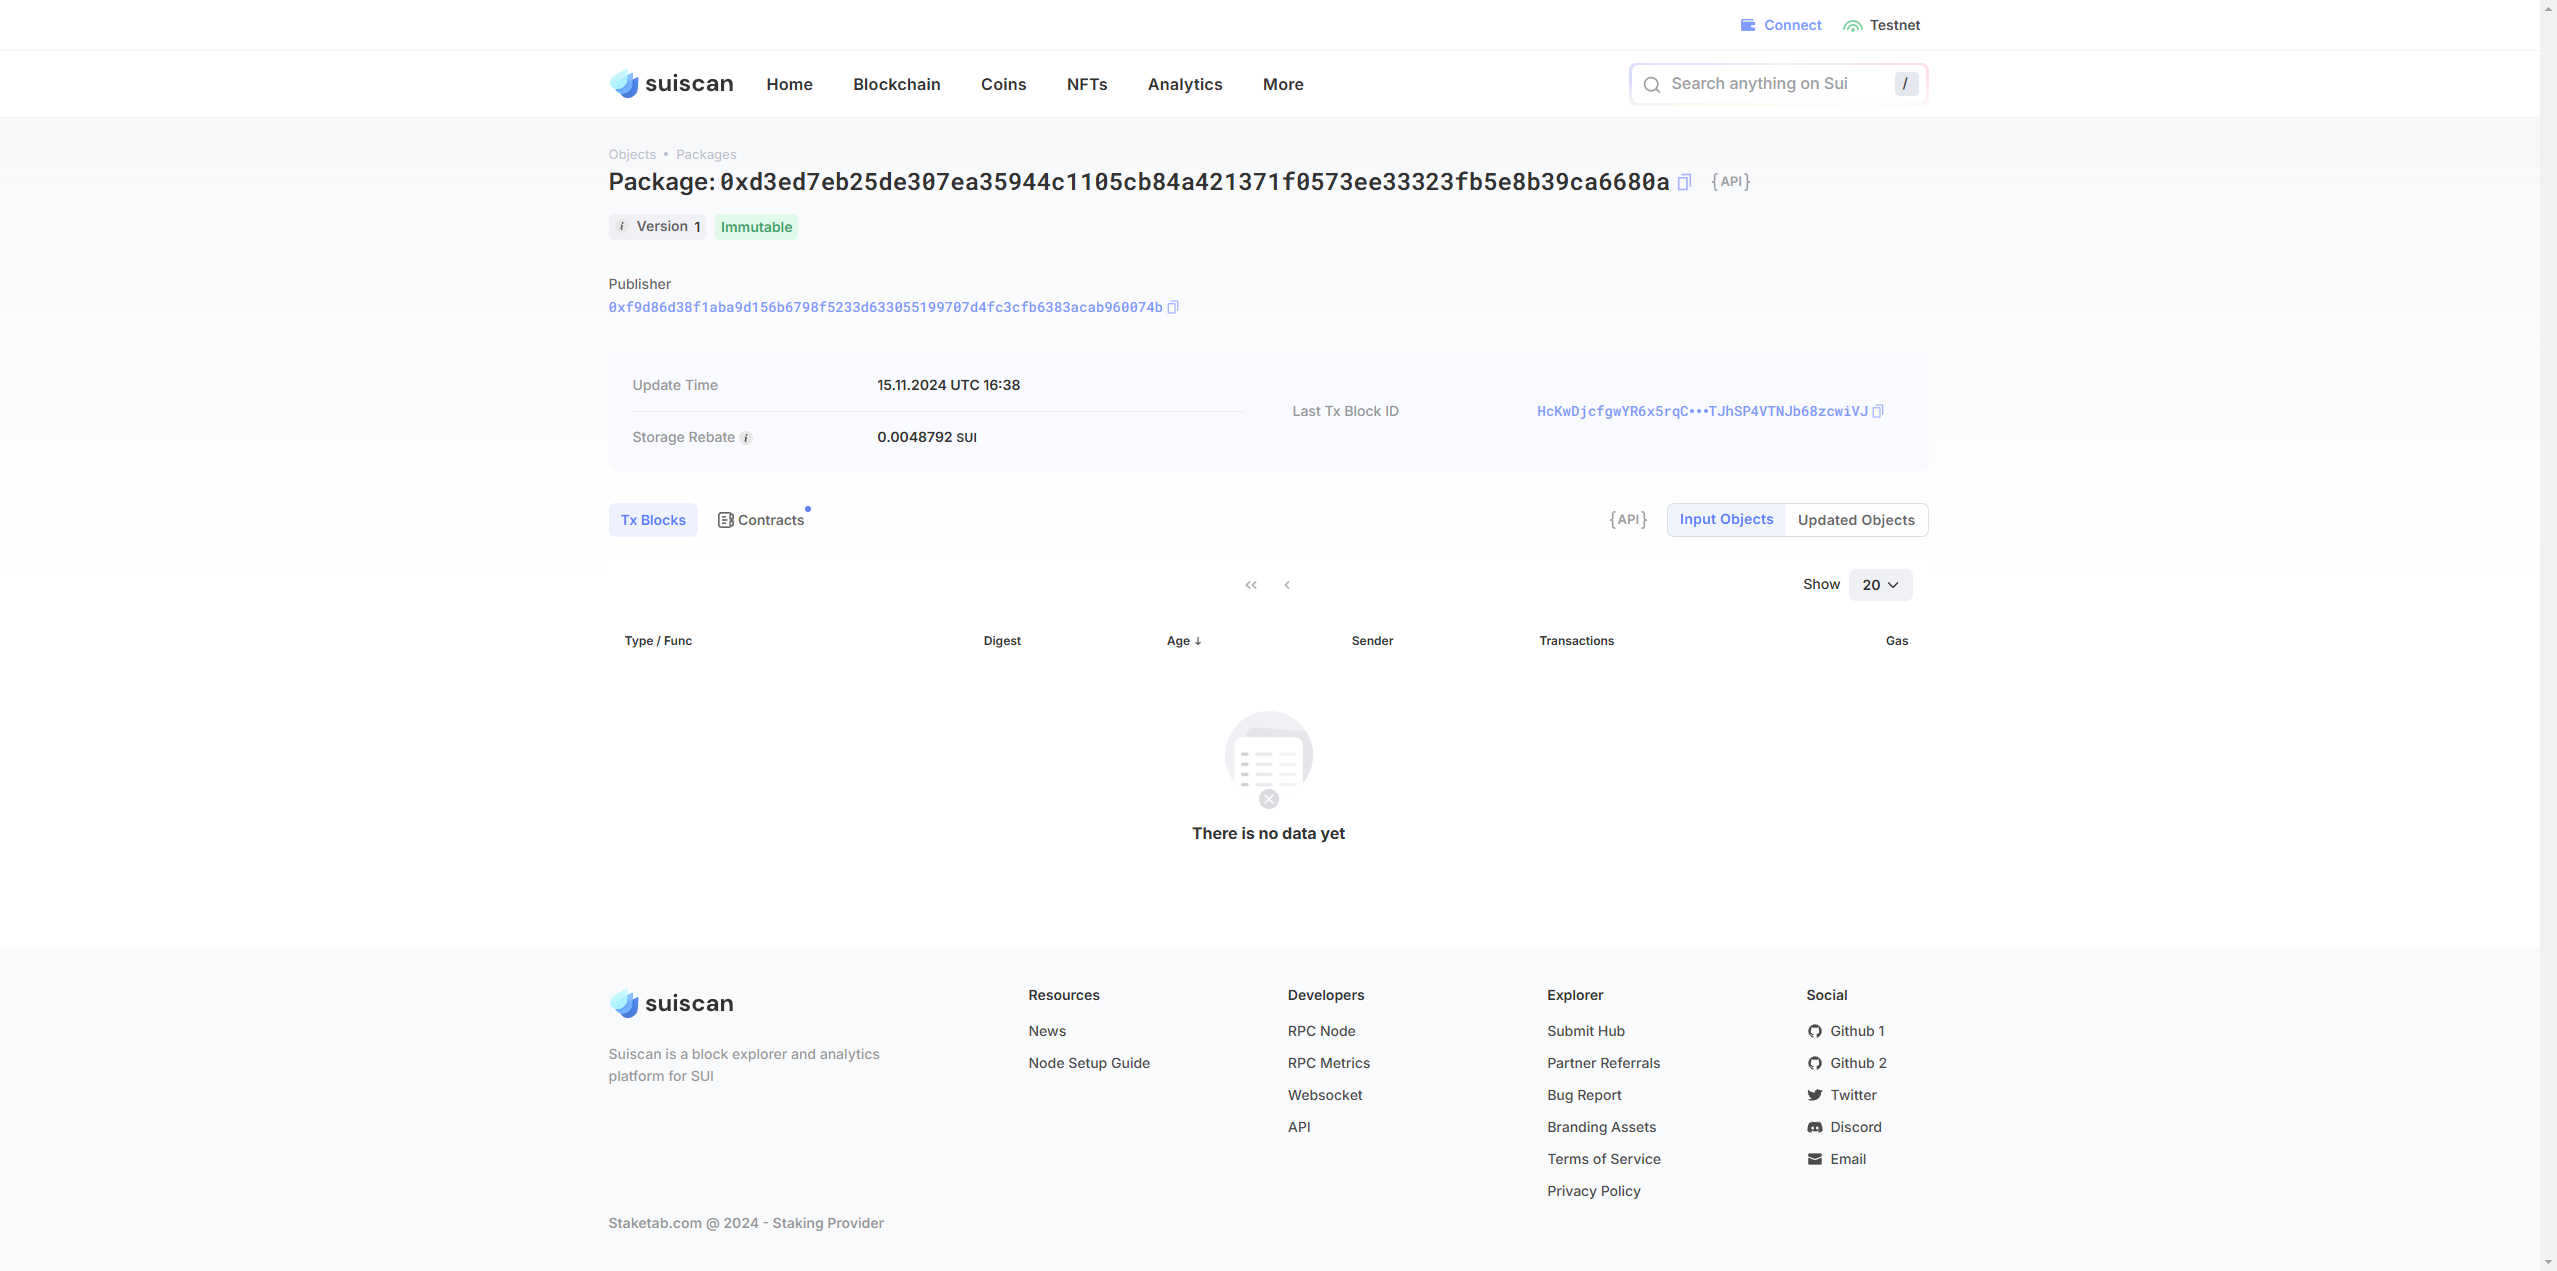 Connect Testnet
suiscan Home Blockchain Coins NFTs Analytics More Search anything on Sui /
Objects • Packages
Package: 0xd3ed7eb25de307ea35944c1105cb84a421371f0573ee33323fb5e8b39ca6680a {API}
i Version 1 Immutable
Publisher
0xf9d86d38f1aba9d156b6798f5233d633055199707d4fc3cfb6383acab960074b
Update Time 15.11.2024 UTC 16:38
Last Tx Block ID HcKwDjcfgwYR6x5rqC•••TJhSP4VTNJb68zcwiVJ
Storage Rebate i 0.0048792 SUI
Tx Blocks Contracts {API} Input Objects Updated Objects
« ‹ Show 20
Type / Func Digest Age ↓ Sender Transactions Gas
There is no data yet
suiscan
Suiscan is a block explorer and analytics
platform for SUI
Resources
News
Node Setup Guide
Developers
RPC Node
RPC Metrics
Websocket
API
Explorer
Submit Hub
Partner Referrals
Bug Report
Branding Assets
Terms of Service
Privacy Policy
Social
Github 1
Github 2
Twitter
Discord
Email
Staketab.com @ 2024 - Staking Provider